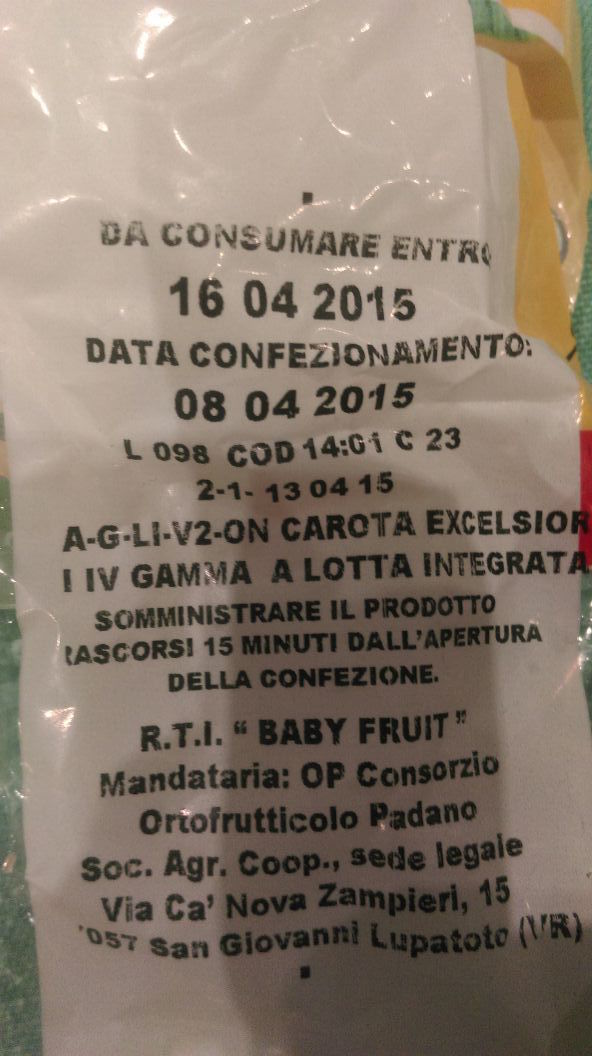 DA CONSUMARE ENTRO
16 04 2015
DATA CONFEZIONAMENTO:
08 04 2015
L 098 COD 14:01 C 23
2-1- 13 04 15
A-G-LI-V2-ON CAROTA EXCELSIOR
I IV GAMMA A LOTTA INTEGRATA
SOMMINISTRARE IL PRODOTTO
RASCORSI 15 MINUTI DALL'APERTURA
DELLA CONFEZIONE.
R.T.I. “ BABY FRUIT ”
Mandataria: OP Consorzio
Ortofrutticolo Padano
Soc. Agr. Coop., sede legale
Via Ca' Nova Zampieri, 15
'057 San Giovanni Lupatoto (VR)